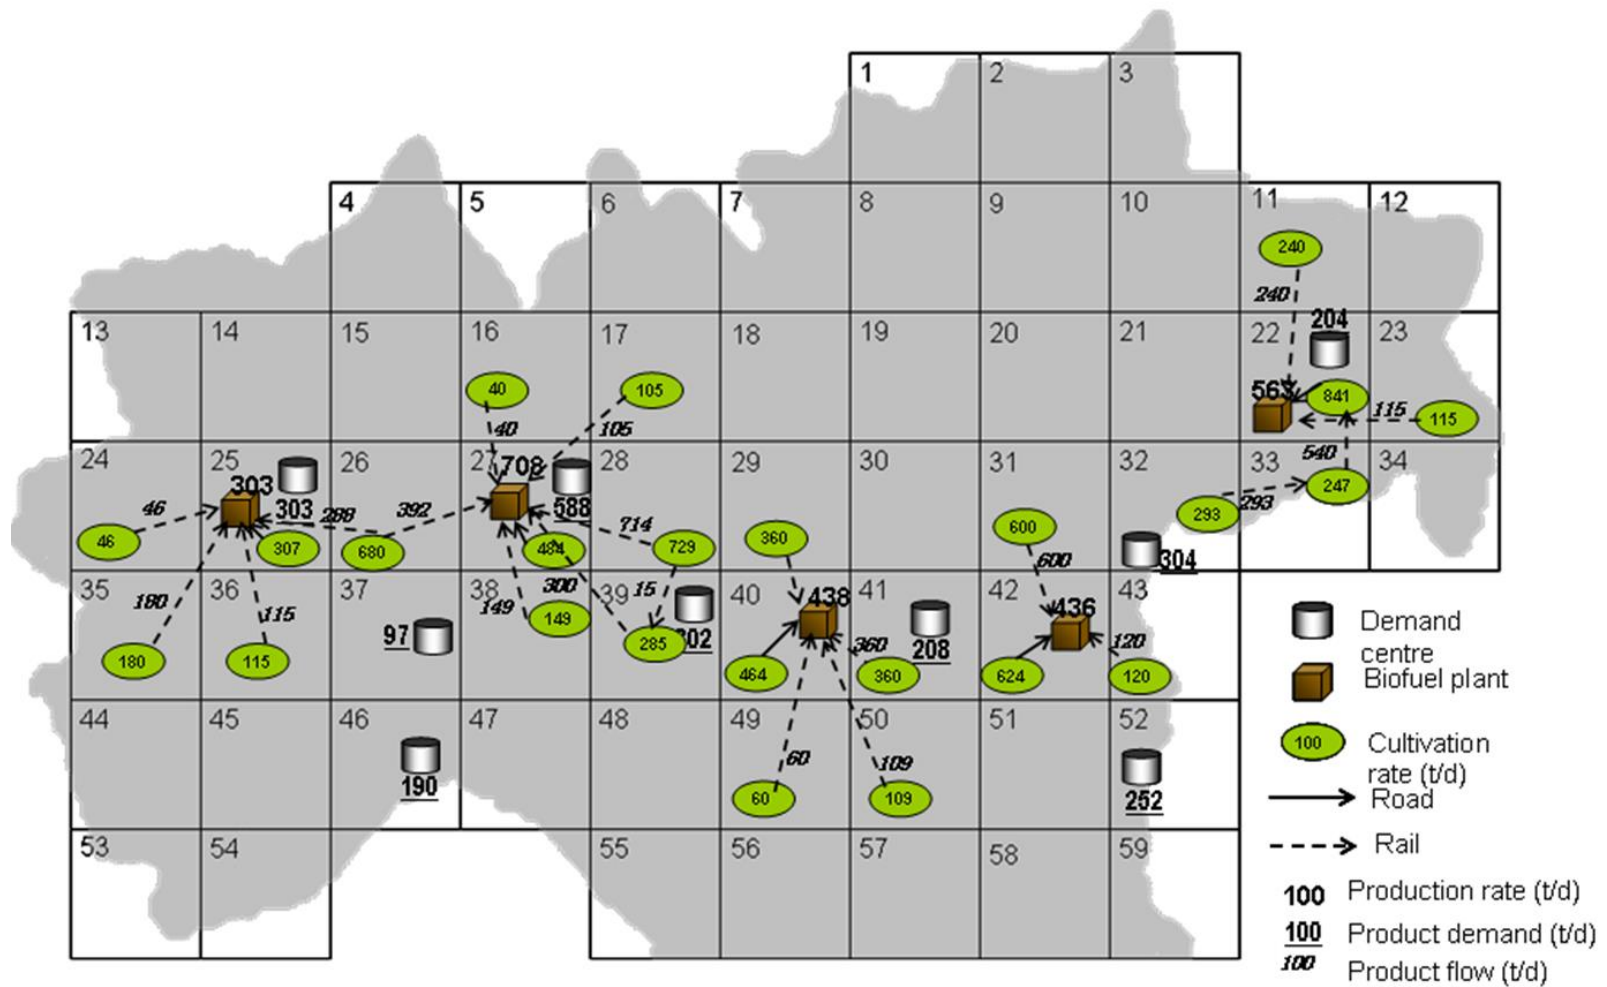 1 2 3
4 5 6 7 8 9 10 11 12
240
240
204
13 14 15 16 17 18 19 20 21 22 23
40 105
841
115 115
40 105
540
24 25 26 27 28 29 30 31 32 33 34
303 708
303 588
46 288 392 714
293 293 247
46 307 680 484 729 360 600
304
600
35 36 37 38 39 40 41 42 43
180 115 149 300 15 438 436
97 149 285 208
360 120
180 115 464 360 624 120
44 45 46 47 48 49 50 51 52
190 60 109 252
60 109
53 54 55 56 57 58 59
Demand
centre
Biofuel plant
100 Cultivation
rate (t/d)
Road
Rail
100 Production rate (t/d)
100 Product demand (t/d)
100 Product flow (t/d)